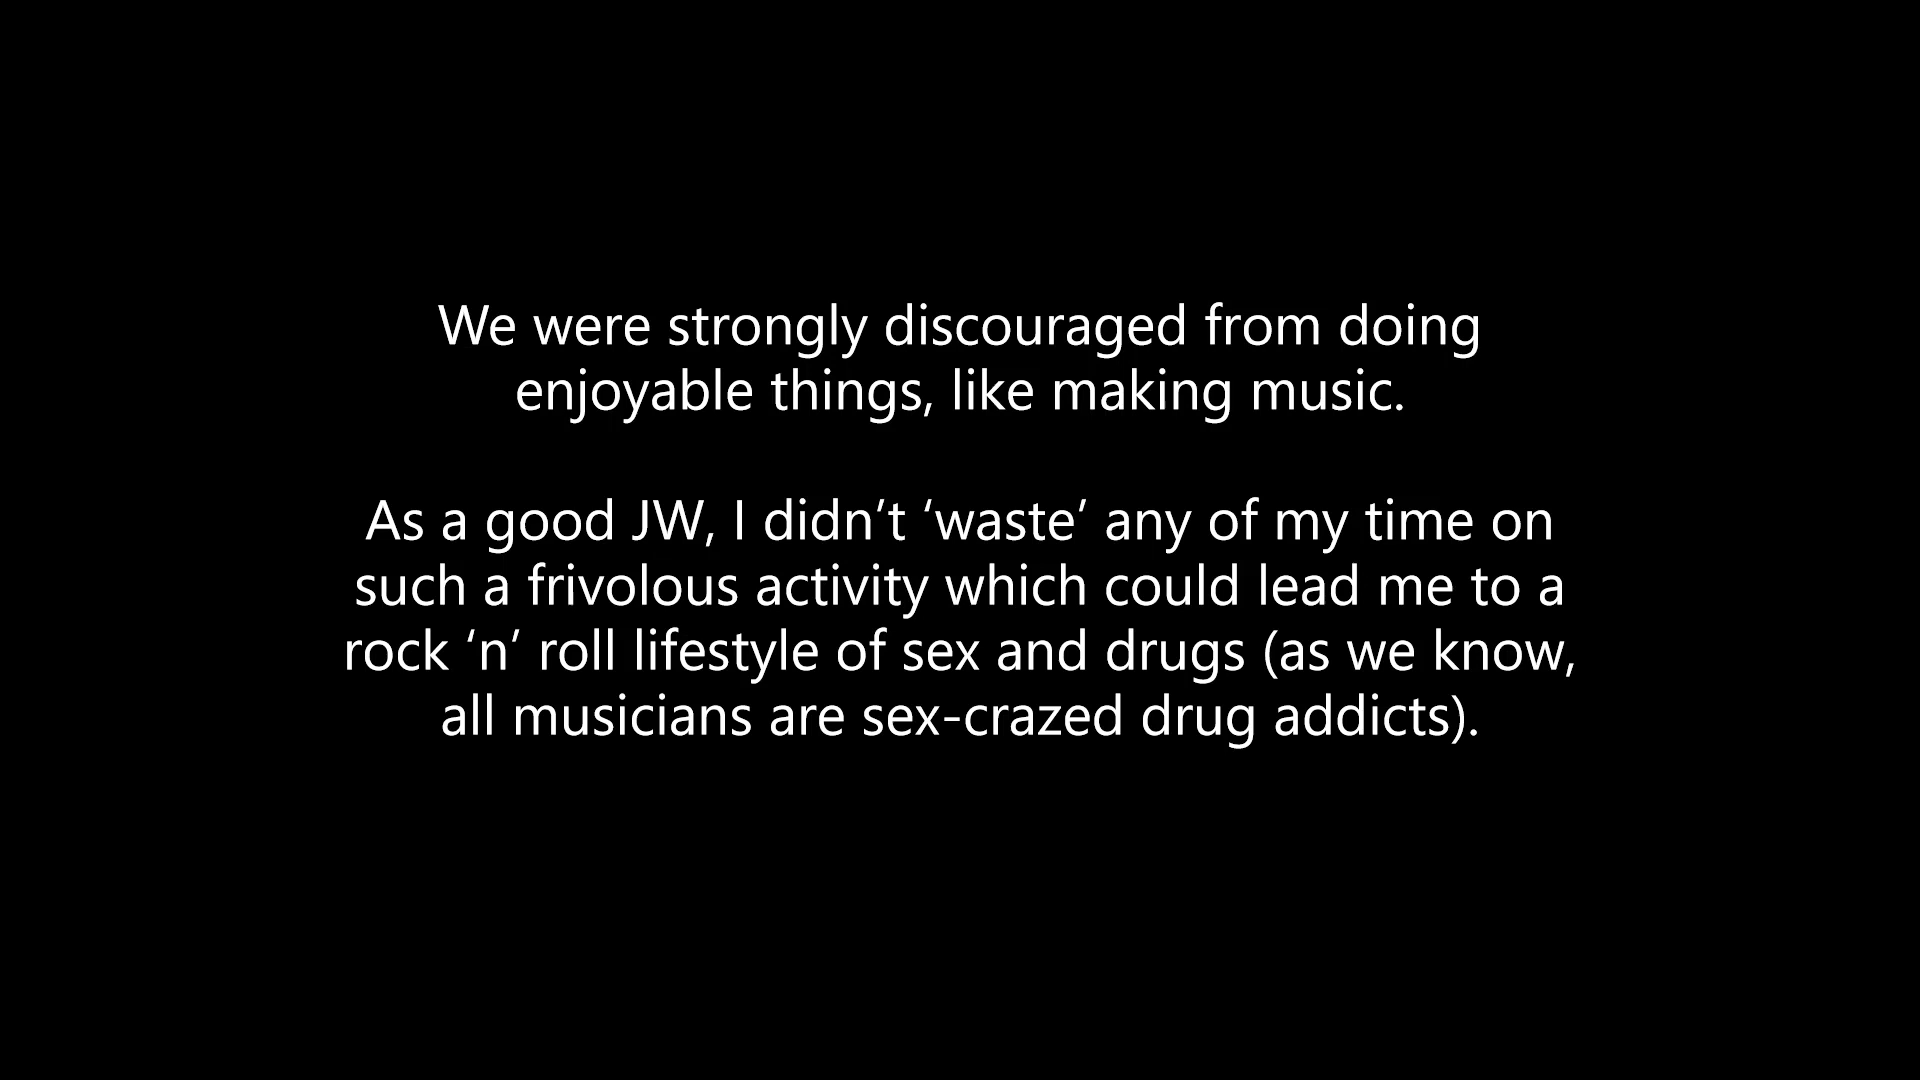 We were strongly discouraged from doing
enjoyable things, like making music.
As a good JW, I didn’t ‘waste’ any of my time on
such a frivolous activity which could lead me to a
rock ‘n’ roll lifestyle of sex and drugs (as we know,
all musicians are sex-crazed drug addicts).